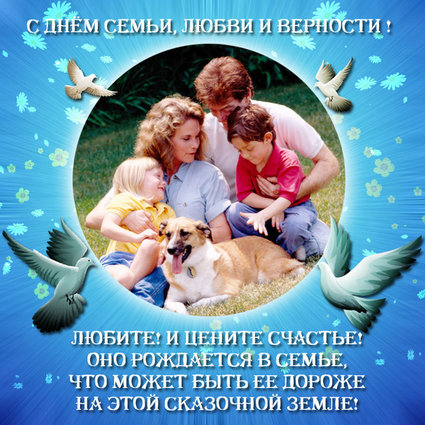 С ДНЁМ СЕМЬИ, ЛЮБВИ И ВЕРНОСТИ !
ЛЮБИТЕ! И ЦЕНИТЕ СЧАСТЬЕ!
ОНО РОЖДАЕТСЯ В СЕМЬЕ,
ЧТО МОЖЕТ БЫТЬ ЕЕ ДОРОЖЕ
НА ЭТОЙ СКАЗОЧНОЙ ЗЕМЛЕ!